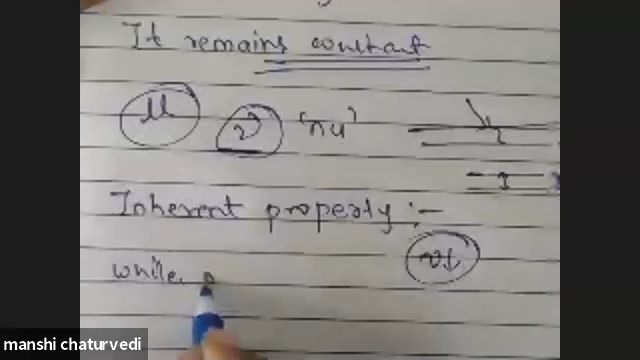 It remains constant
μ ν 'nu'
Inherent property :-
while
manshi chaturvedi